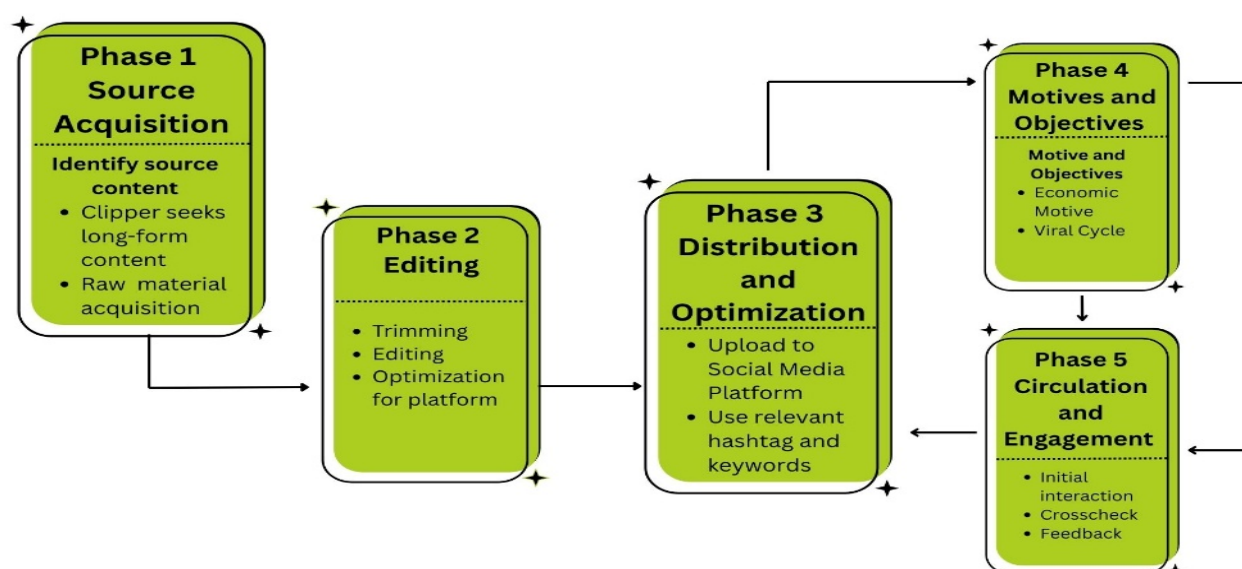 Phase 1
Source
Acquisition
Identify source
content
• Clipper seeks
long-form
content
• Raw material
acquisition
Phase 2
Editing
• Trimming
• Editing
• Optimization
for platform
Phase 3
Distribution
and
Optimization
• Upload to
Social Media
Platform
• Use relevant
hashtag and
keywords
Phase 4
Motives and
Objectives
Motive and
Objectives
• Economic
Motive
• Viral Cycle
Phase 5
Circulation
and
Engagement
• Initial
interaction
• Crosscheck
• Feedback